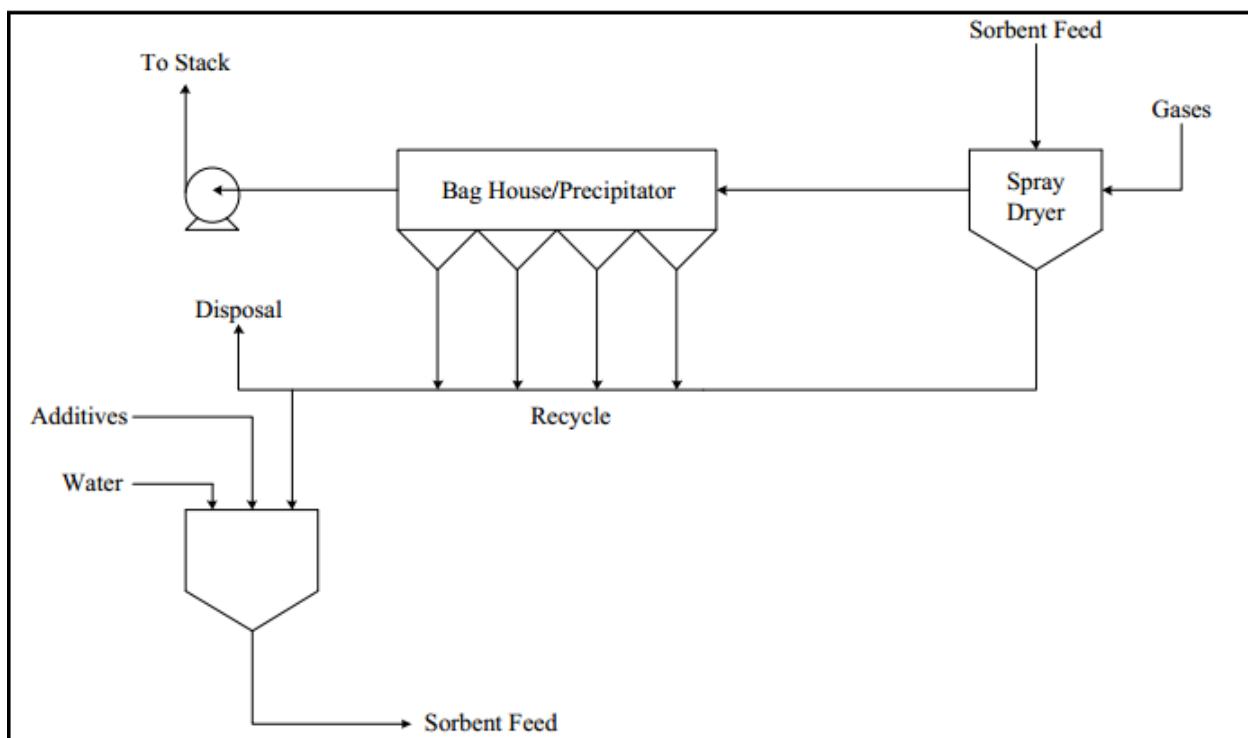 Sorbent Feed
To Stack
Gases
Bag House/Precipitator
Spray
Dryer
Disposal
Additives
Recycle
Water
Sorbent Feed